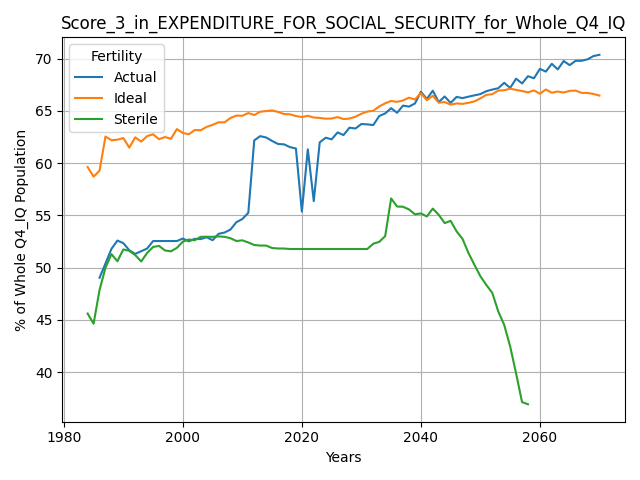 Score_3_in_EXPENDITURE_FOR_SOCIAL_SECURITY_for_Whole_Q4_IQ
Fertility
Actual
Ideal
Sterile
% of Whole Q4_IQ Population
70
65
60
55
50
45
40
1980
2000
2020
2040
2060
Years